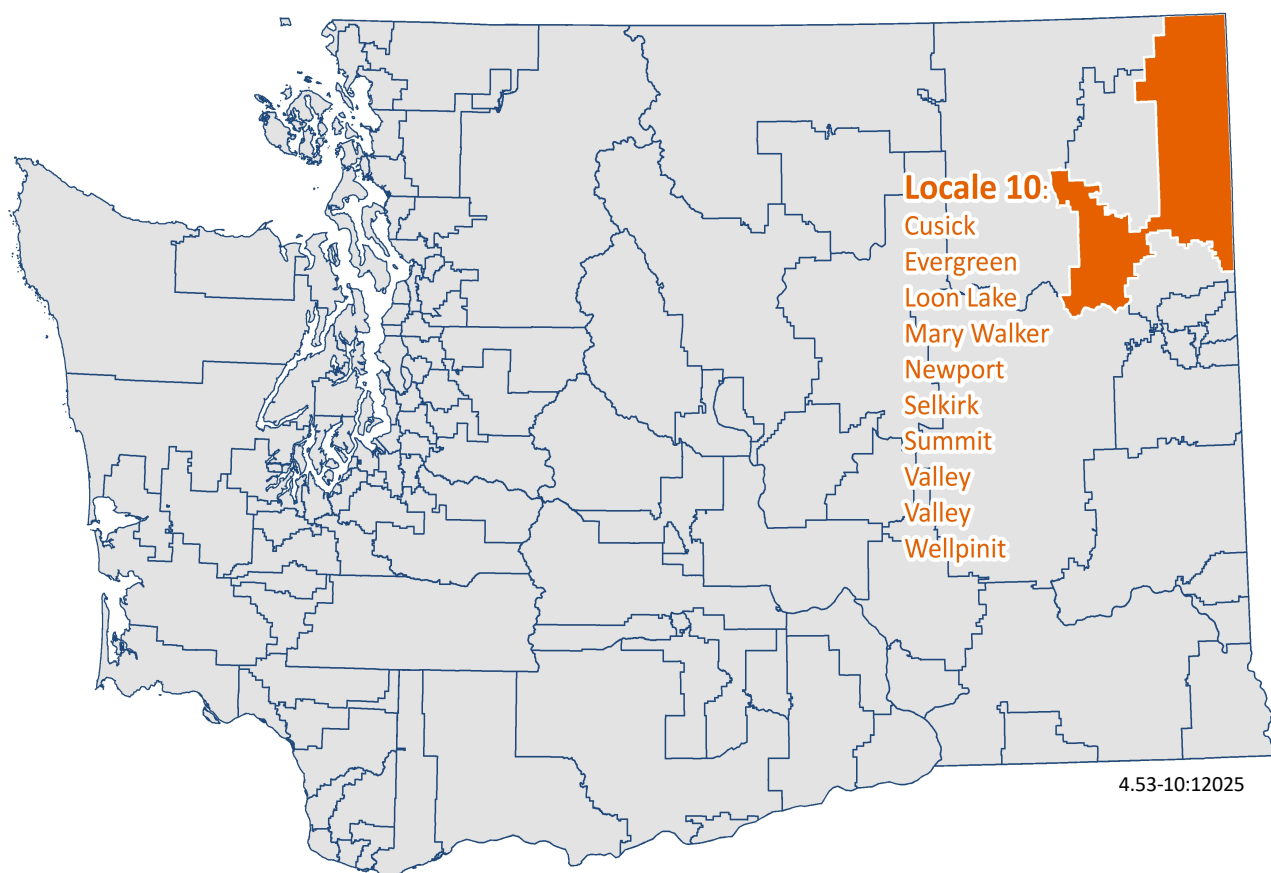 Locale 10:
Cusick
Evergreen
Loon Lake
Mary Walker
Newport
Selkirk
Summit
Valley
Valley
Wellpinit
4.53-10:12025